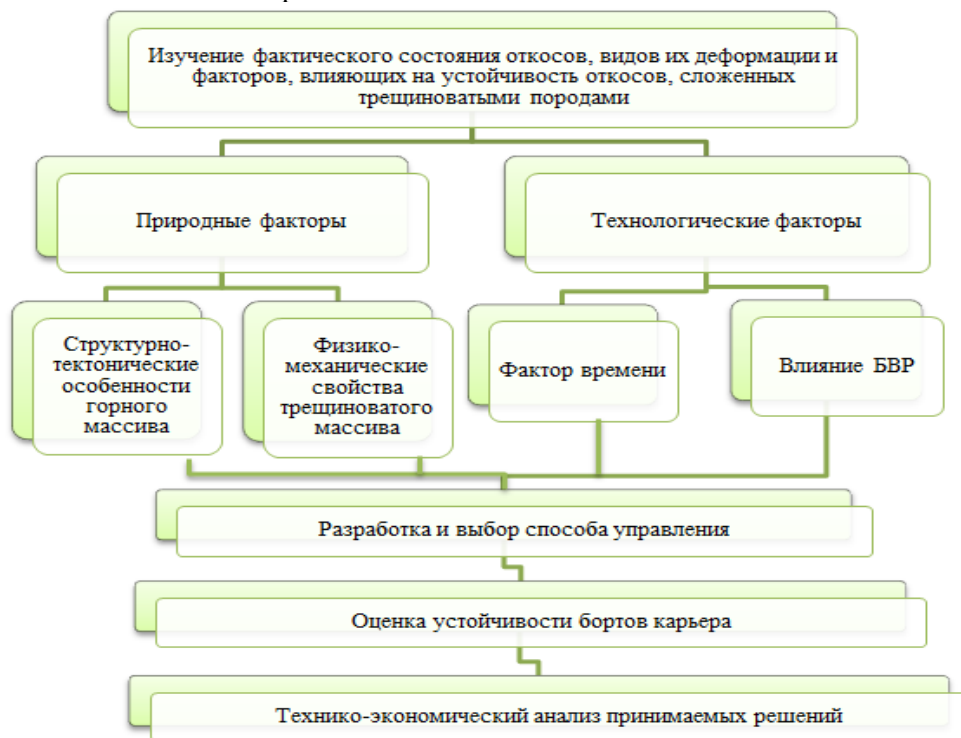 Изучение фактического состояния откосов, видов их деформации и
факторов, влияющих на устойчивость откосов, сложенных
трещиноватыми породами
Природные факторы
Технологические факторы
Структурно-
тектонические
особенности
горного
массива
Физико-
механические
свойства
трещиноватого
массива
Фактор времени
Влияние БВР
Разработка и выбор способа управления
Оценка устойчивости бортов карьера
Технико-экономический анализ принимаемых решений